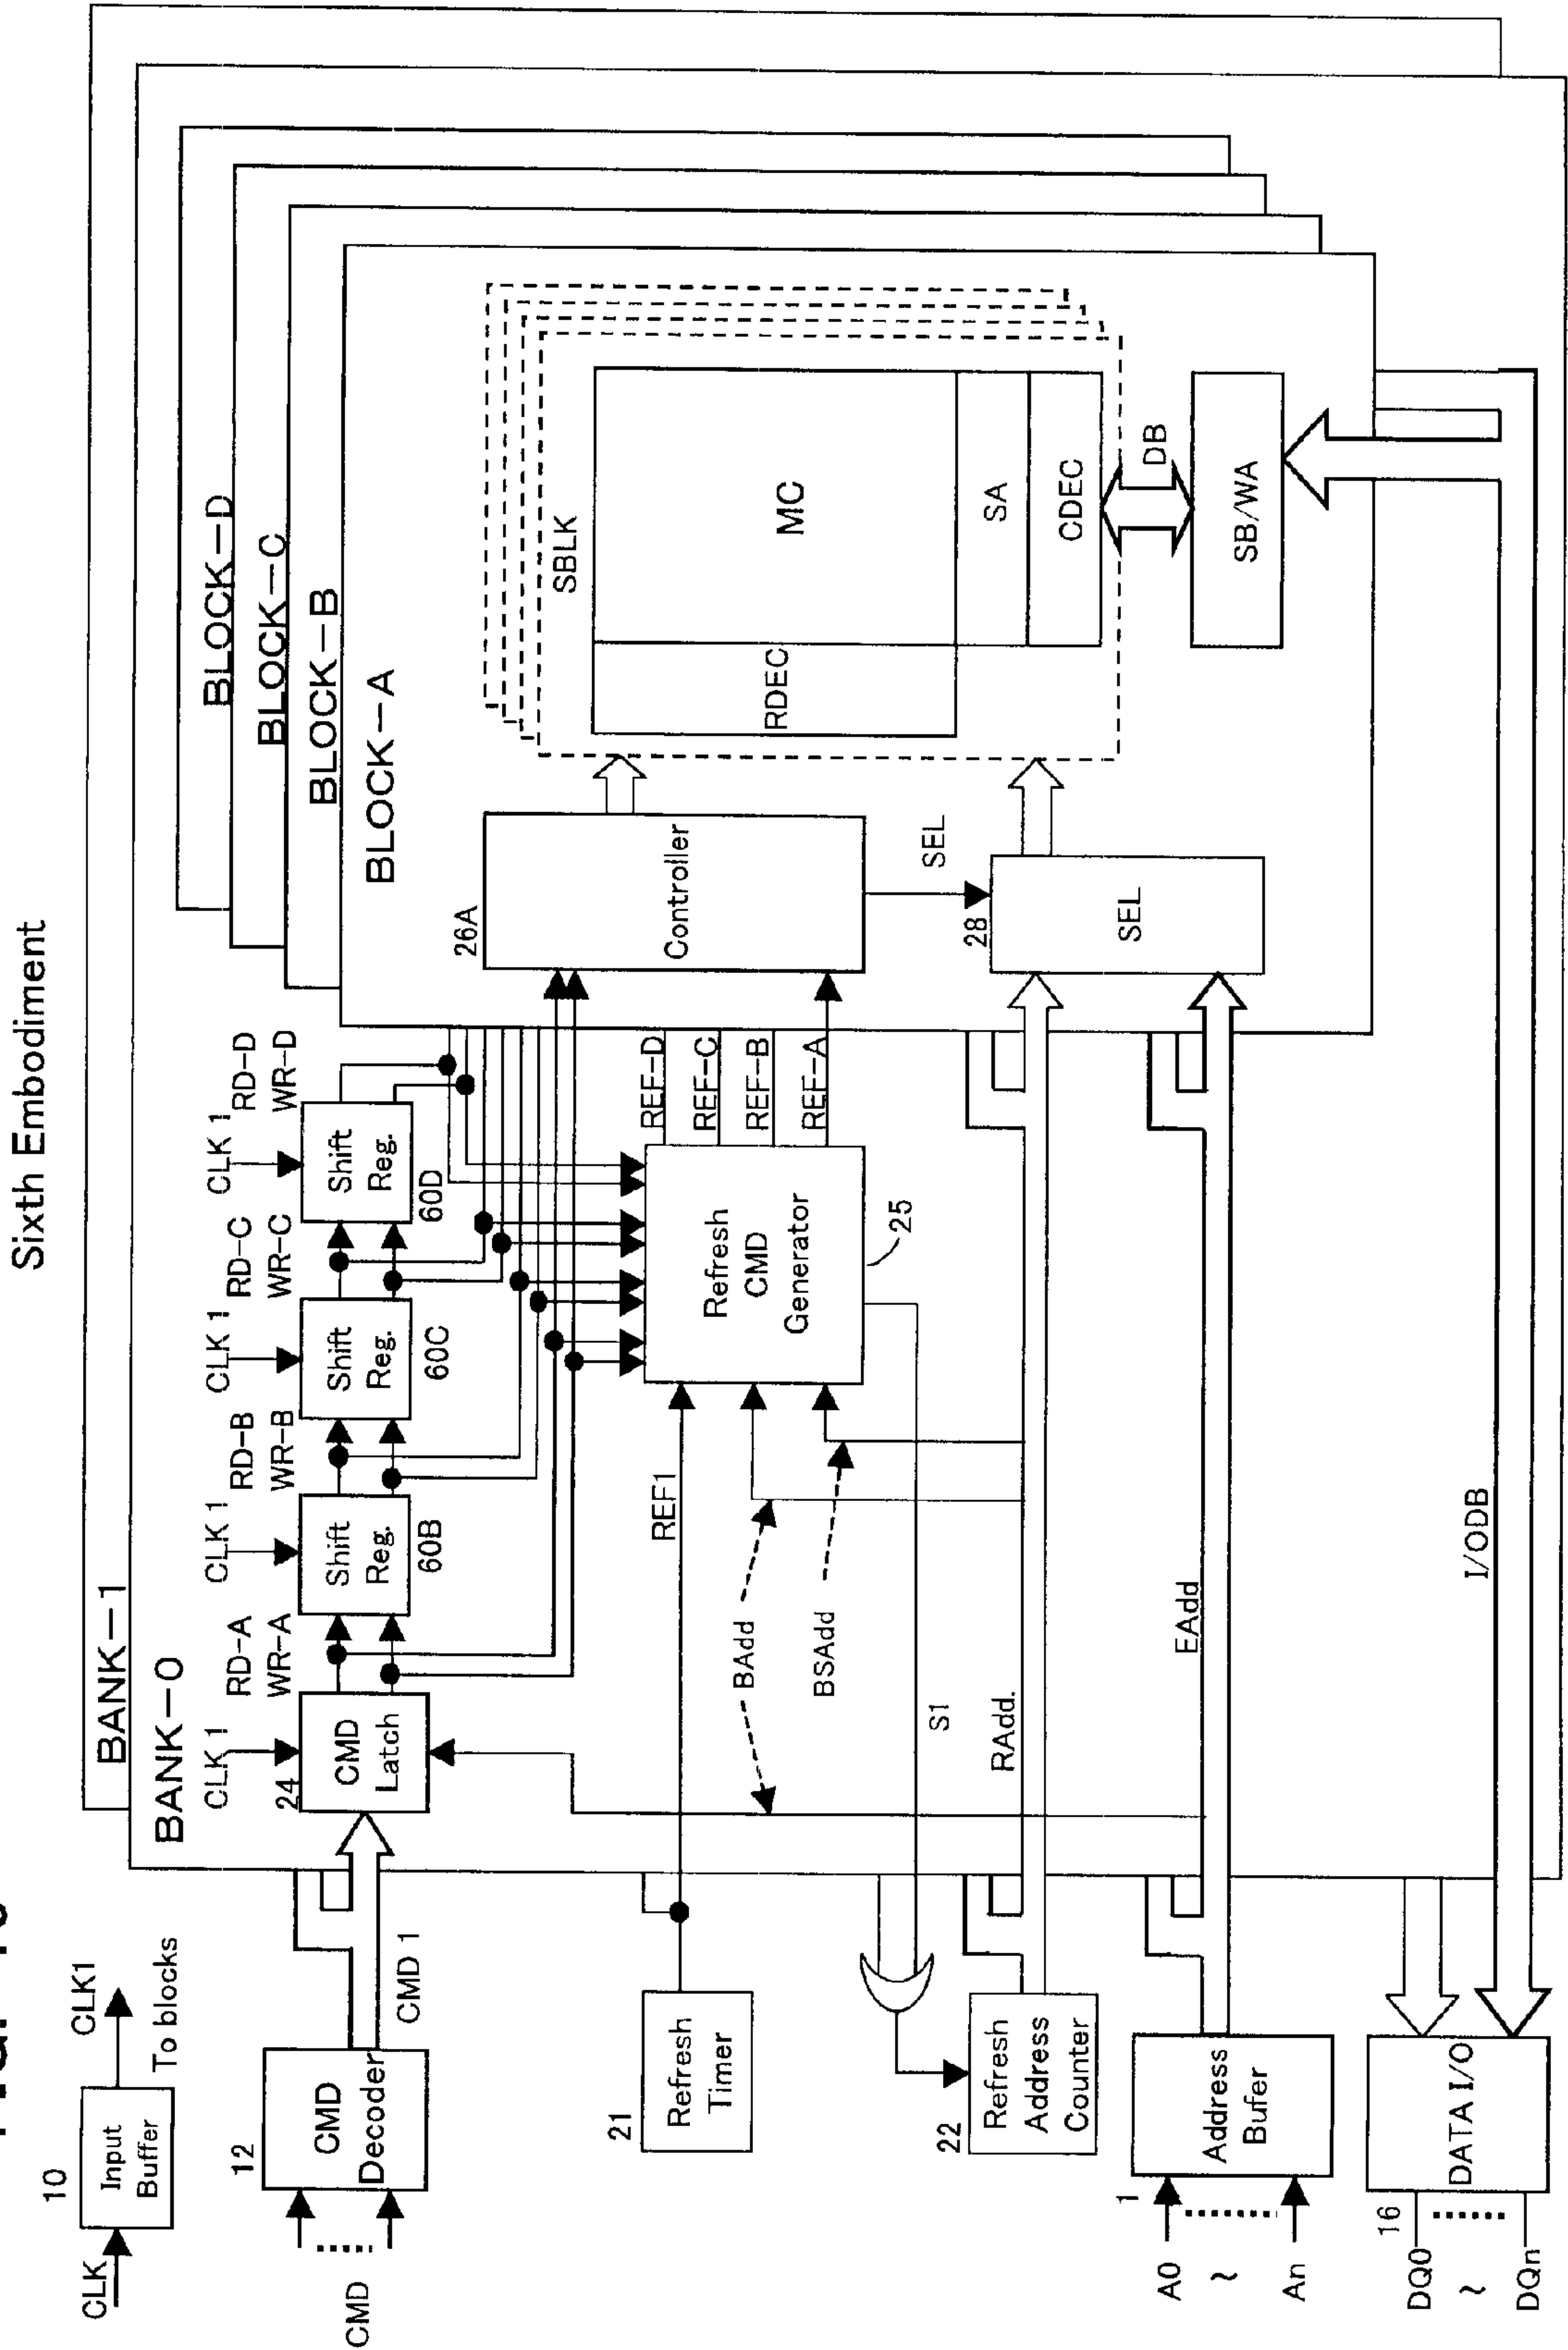 Sixth Embodiment
10
Input
Buffer
CLK
CLK1
To blocks
12
CMD
Decoder
CMD
CMD 1
BANK-1
BANK-0
CLK 1
24
CMD
Latch
RD-A
WR-A
CLK 1
Shift
Reg.
60B
RD-B
WR-B
CLK 1
Shift
Reg.
60C
RD-C
WR-C
CLK 1
Shift
Reg.
60D
RD-D
WR-D
BLOCK-D
BLOCK-C
BLOCK-B
BLOCK-A
21
Refresh
Timer
REF1
Refresh
CMD
Generator
25
REF-D
REF-C
REF-B
REF-A
BAdd
BSAdd
S1
26A
Controller
SEL
28
SEL
SBLK
RDEC
MC
SA
CDEC
DB
SB/WA
22
Refresh
Address
Counter
RAdd.
1
Address
Bufer
A0
~
An
EAdd
16
DATA I/O
DQ0
~
DQn
I/ODB